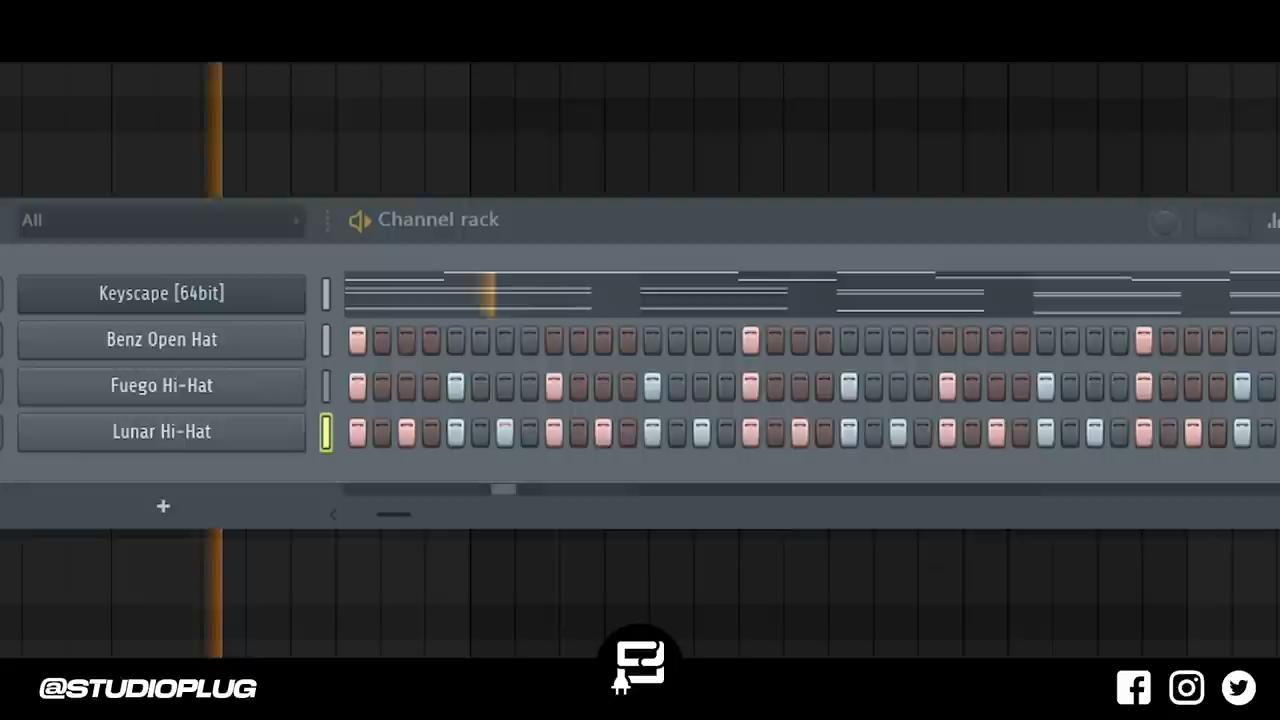 All
Channel rack
Keyscape [64bit]
Benz Open Hat
Fuego Hi-Hat
Lunar Hi-Hat
+
@STUDIOPLUG